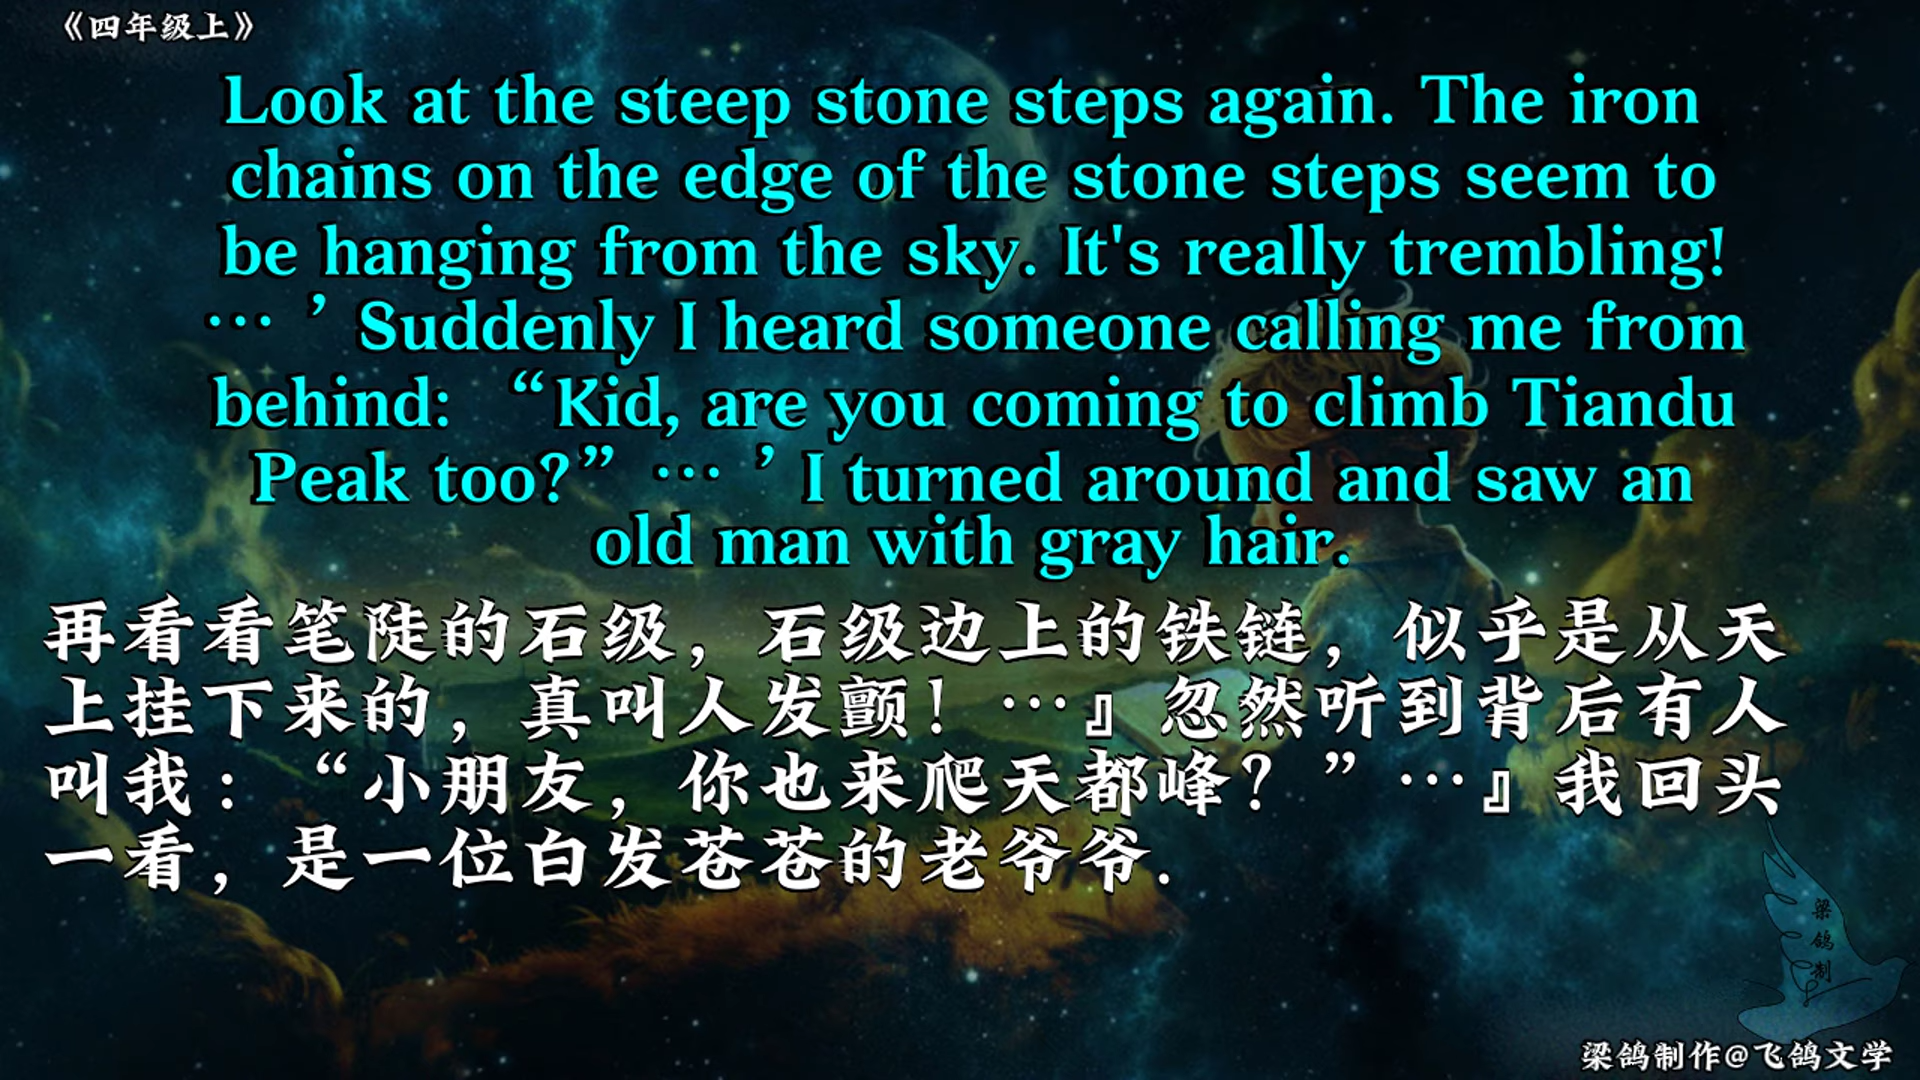 《四年级上》
Look at the steep stone steps again. The iron
chains on the edge of the stone steps seem to
be hanging from the sky. It's really trembling!
… ’ Suddenly I heard someone calling me from
behind: “Kid, are you coming to climb Tiandu
Peak too?” … ’ I turned around and saw an
old man with gray hair.
再看看笔陡的石级，石级边上的铁链，似乎是从天
上挂下来的，真叫人发颤！…』忽然听到背后有人
叫我：“小朋友，你也来爬天都峰？”…』我回头
一看，是一位白发苍苍的老爷爷.
梁鸽制
梁鸽制作@飞鸽文学